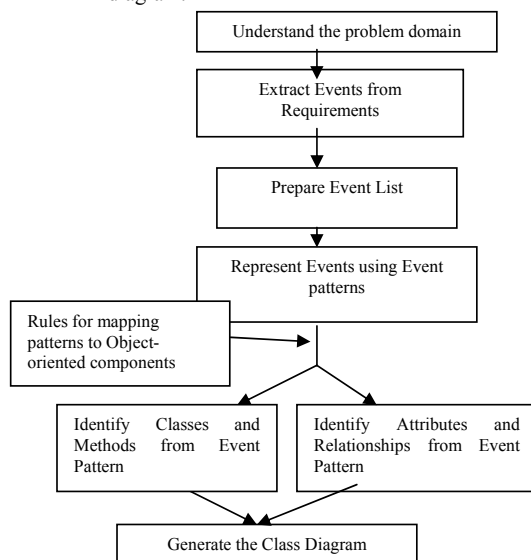 Understand the problem domain
Extract Events from
Requirements
Prepare Event List
Represent Events using Event
patterns
Rules for mapping
patterns to Object-
oriented components
Identify Classes and
Methods from Event
Pattern
Identify Attributes and
Relationships from Event
Pattern
Generate the Class Diagram